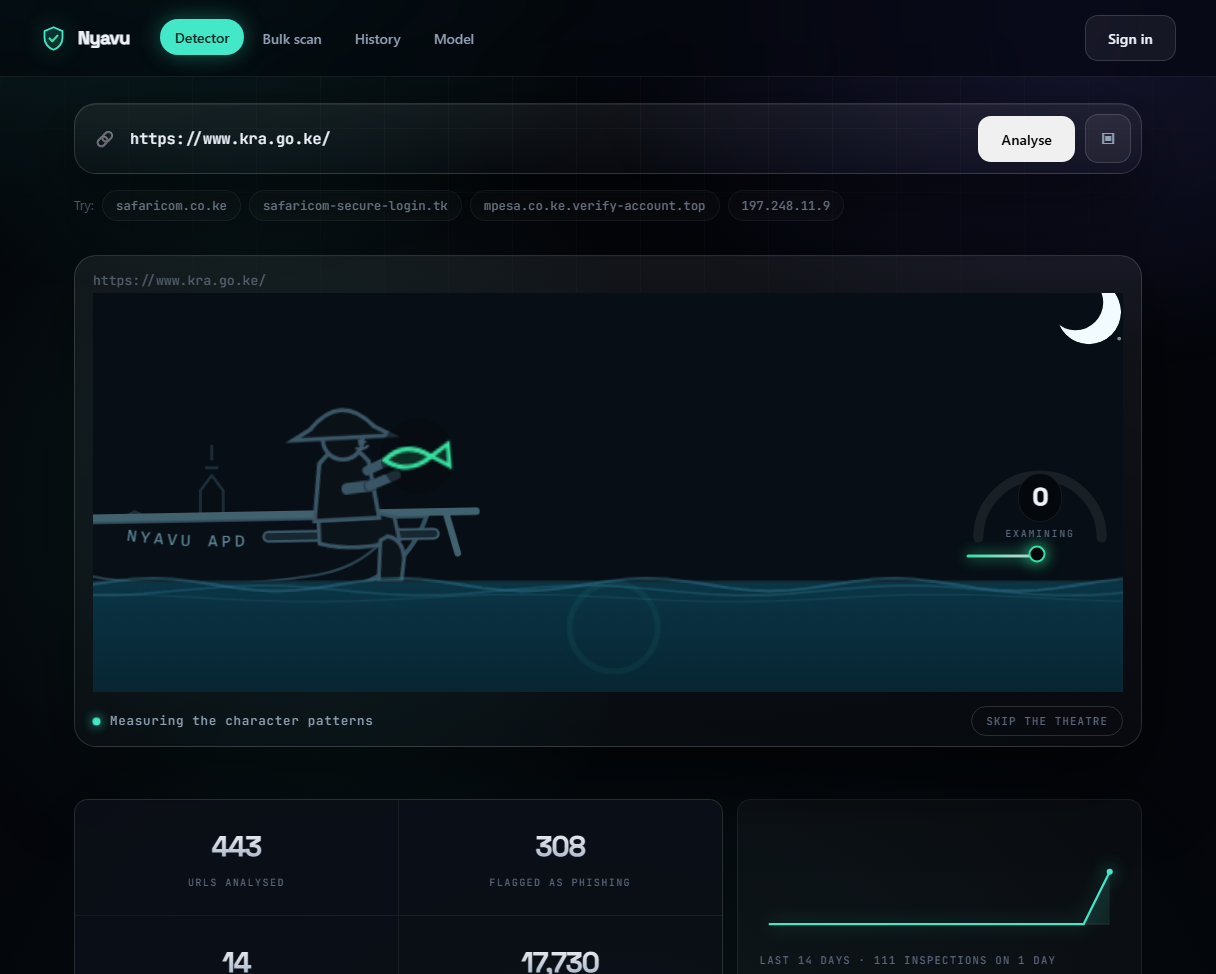 Nyavu Detector Bulk scan History Model Sign in
https://www.kra.go.ke/ Analyse
Try: safaricom.co.ke safaricom-secure-login.tk mpesa.co.ke.verify-account.top 197.248.11.9
https://www.kra.go.ke/
0
EXAMINING
NYAVU APD
Measuring the character patterns SKIP THE THEATRE
443 308
URLS ANALYSED FLAGGED AS PHISHING
14 17,730
LAST 14 DAYS · 111 INSPECTIONS ON 1 DAY